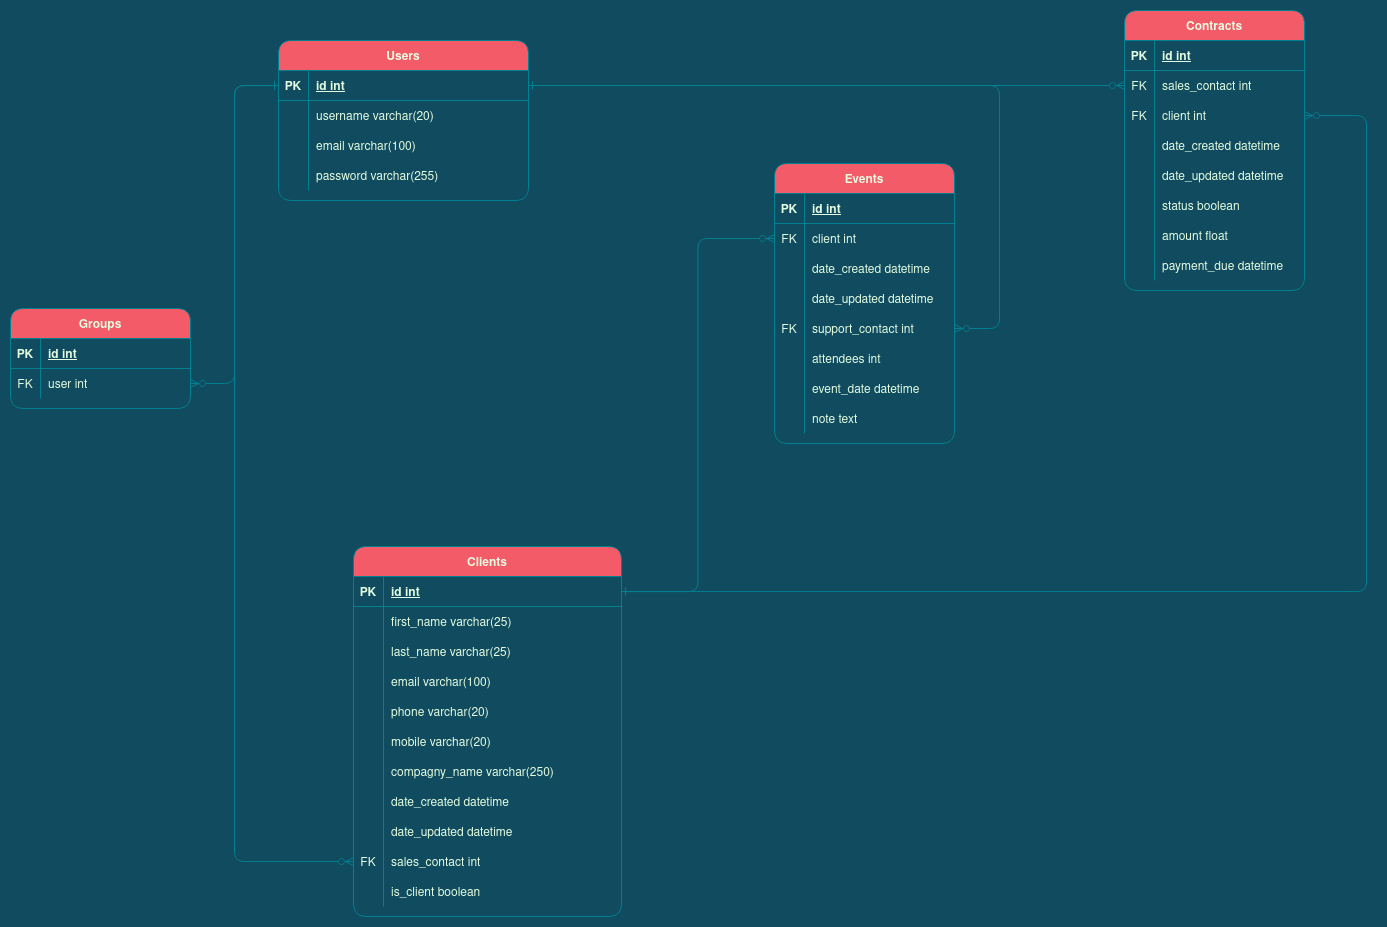 Users
PK id int
username varchar(20)
email varchar(100)
password varchar(255)
Contracts
PK id int
FK sales_contact int
FK client int
date_created datetime
date_updated datetime
status boolean
amount float
payment_due datetime
Events
PK id int
FK client int
date_created datetime
date_updated datetime
FK support_contact int
attendees int
event_date datetime
note text
Groups
PK id int
FK user int
Clients
PK id int
first_name varchar(25)
last_name varchar(25)
email varchar(100)
phone varchar(20)
mobile varchar(20)
compagny_name varchar(250)
date_created datetime
date_updated datetime
FK sales_contact int
is_client boolean